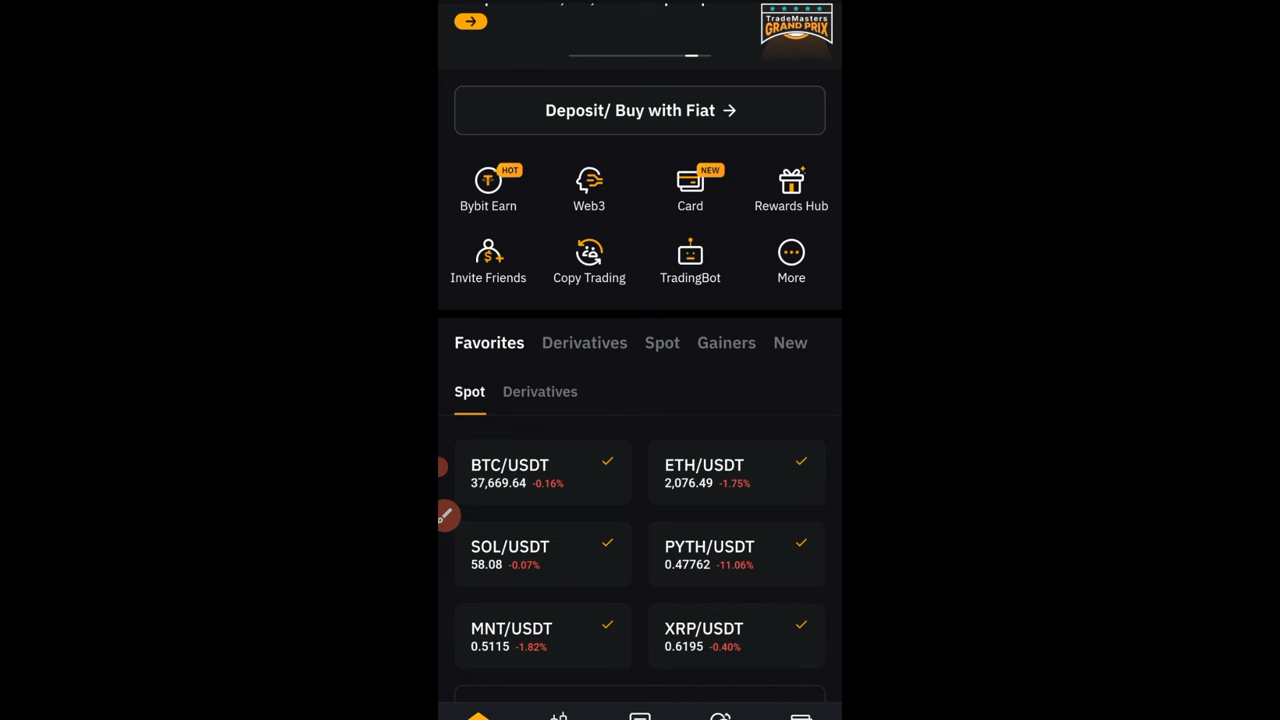 TradeMasters
GRAND PRIX
Deposit/ Buy with Fiat →
HOT
NEW
Bybit Earn
Web3
Card
Rewards Hub
Invite Friends
Copy Trading
TradingBot
More
Favorites Derivatives Spot Gainers New
Spot Derivatives
BTC/USDT
37,669.64 -0.16%
ETH/USDT
2,076.49 -1.75%
SOL/USDT
58.08 -0.07%
PYTH/USDT
0.47762 -11.06%
MNT/USDT
0.5115 -1.82%
XRP/USDT
0.6195 -0.40%